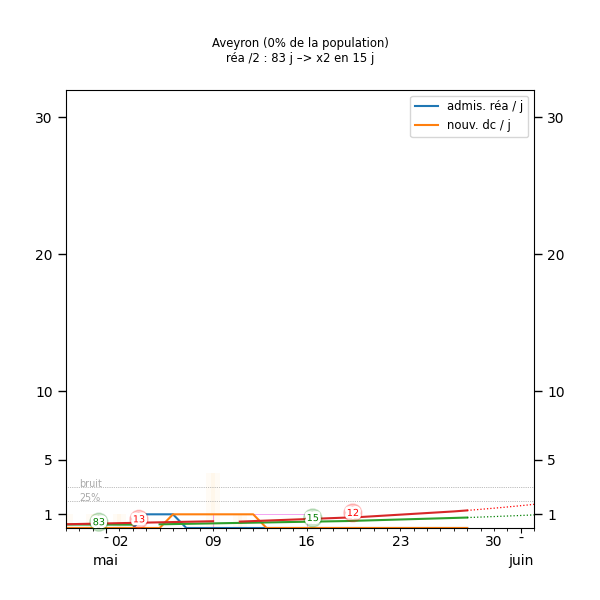 Aveyron (0% de la population)
réa /2 : 83 j –> x2 en 15 j
admis. réa / j
nouv. dc / j
30 30
20 20
10 10
5 5
bruit
25%
1 1
83 13 15 12
- 02 09 16 23 30 -
mai juin